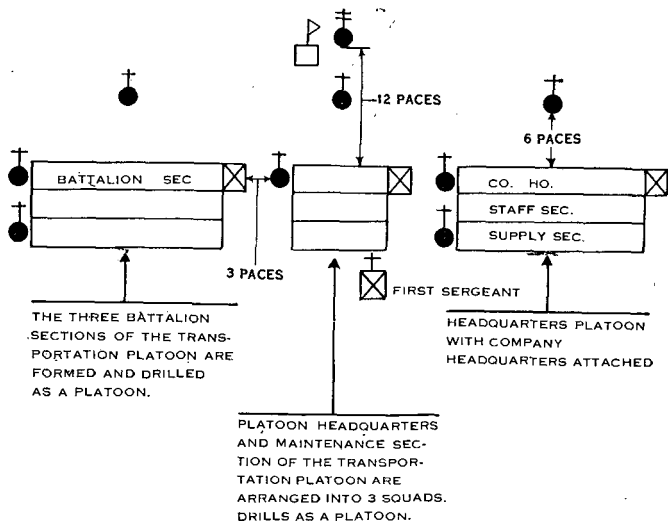 12 PACES
6 PACES
BATTALION SEC
3 PACES
CO. HO.
STAFF SEC.
SUPPLY SEC.
FIRST SERGEANT
THE THREE BATTALION
SECTIONS OF THE TRANS-
PORTATION PLATOON ARE
FORMED AND DRILLED
AS A PLATOON.
PLATOON HEADQUARTERS
AND MAINTENANCE SEC-
TION OF THE TRANSPOR-
TATION PLATOON ARE
ARRANGED INTO 3 SQUADS.
DRILLS AS A PLATOON.
HEADQUARTERS PLATOON
WITH COMPANY
HEADQUARTERS ATTACHED